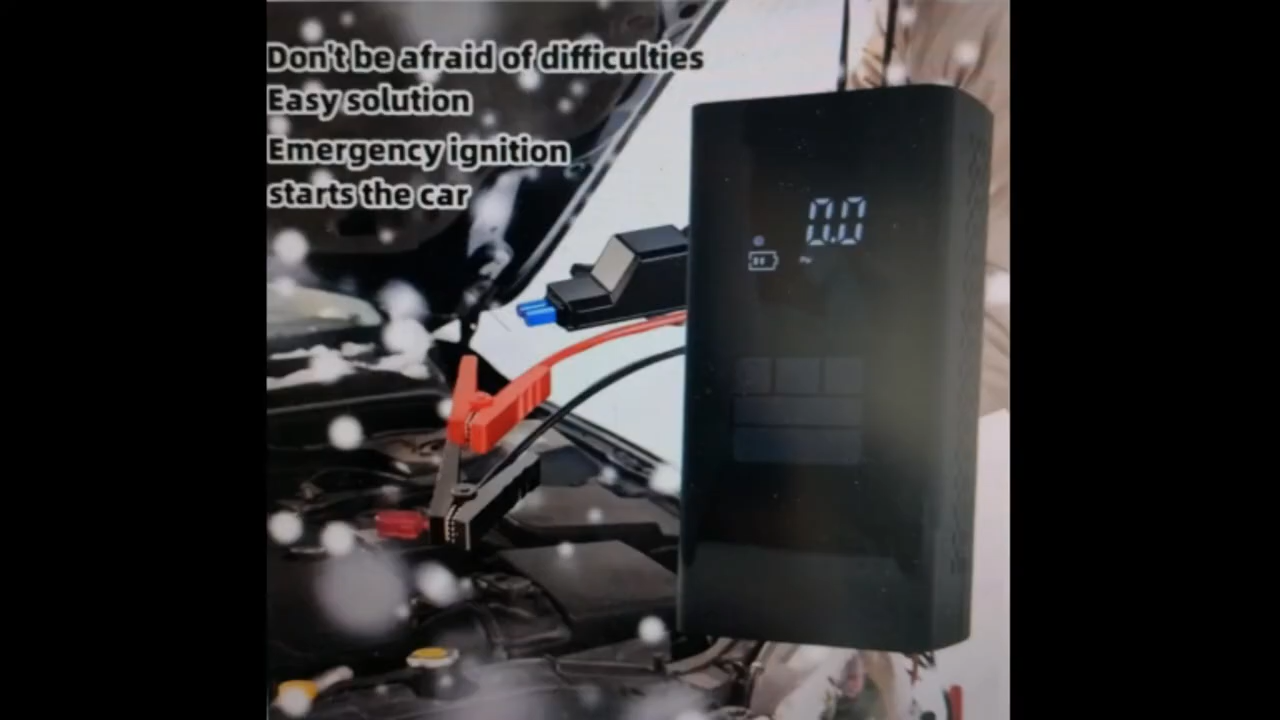 Don't be afraid of difficulties
Easy solution
Emergency ignition
starts the car
0.0